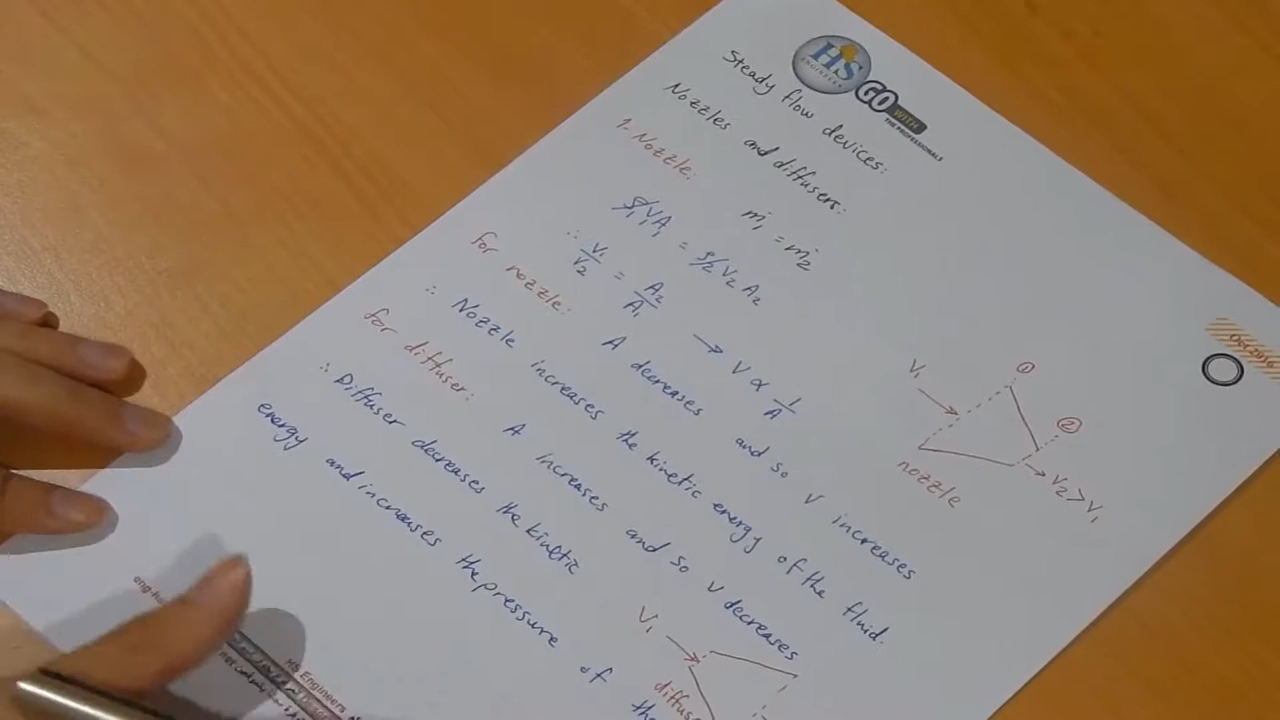 HS
ENGINEERS
GO WITH
THE PROFESSIONALS
Steady flow devices:
Nozzles and diffusers:
1- Nozzle:
ṁ₁ = ṁ₂
ρ₁V₁A₁ = ρ₂V₂A₂
∴ V₁/V₂ = A₂/A₁ → V ∝ 1/A
for nozzle: A decreases and so V increases
∴ Nozzle increases the kinetic energy of the fluid.
for diffuser: A increases and so V decreases
∴ Diffuser decreases the kinetic
energy and increases the pressure of the
V₁
①
②
nozzle
V₂ > V₁
V₁
diffuse
Oct 2016
HS Engineers